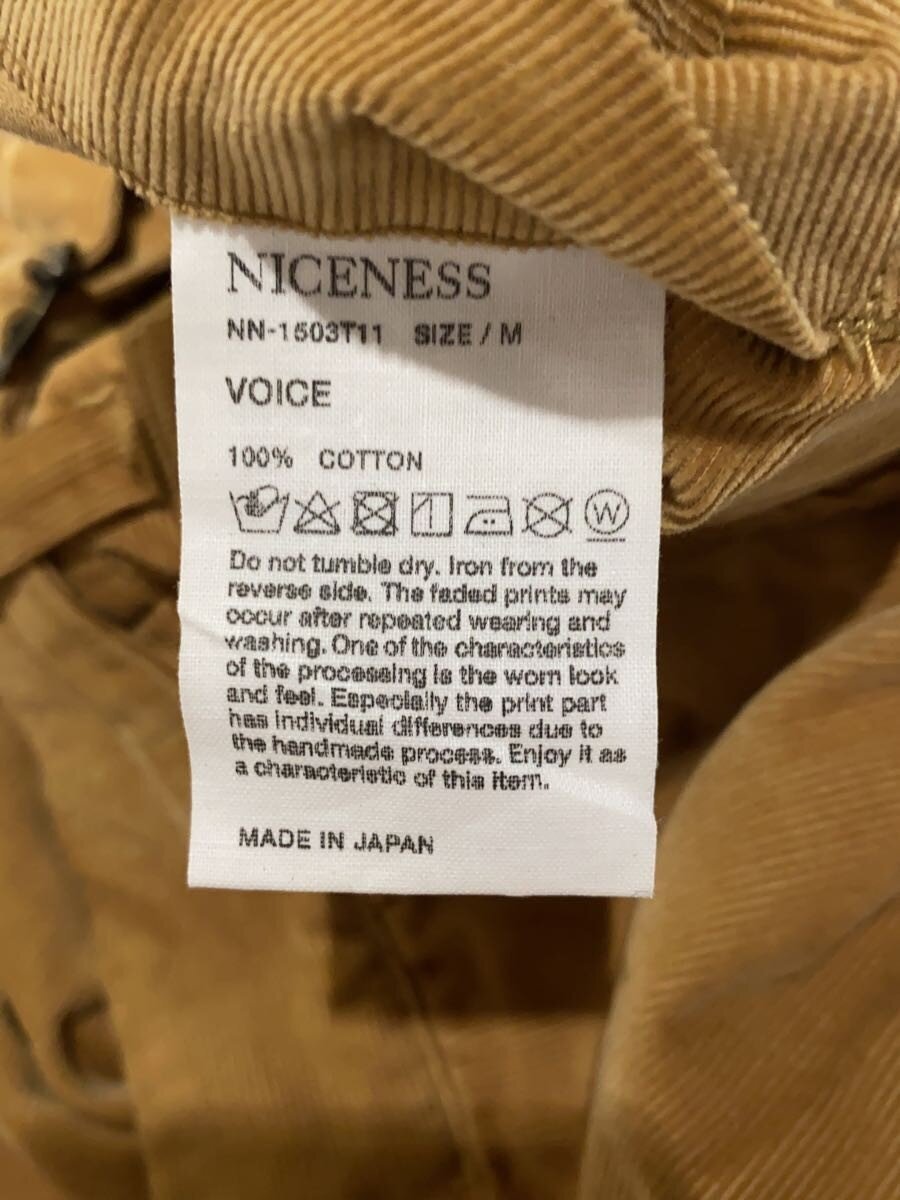 NICENESS
NN-1503T11 SIZE / M
VOICE
100% COTTON
W
Do not tumble dry. Iron from the
reverse side. The faded prints may
occur after repeated wearing and
washing. One of the characteristics
of the processing is the worn look
and feel. Especially the print part
has individual differences due to
the handmade process. Enjoy it as
a characteristic of this item.
MADE IN JAPAN